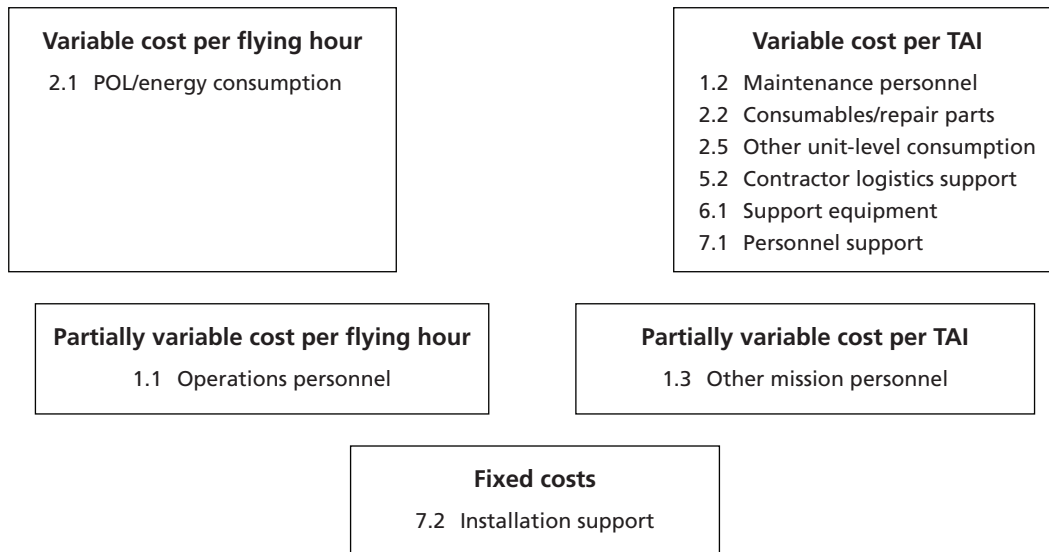 Variable cost per flying hour
2.1 POL/energy consumption
Variable cost per TAI
1.2 Maintenance personnel
2.2 Consumables/repair parts
2.5 Other unit-level consumption
5.2 Contractor logistics support
6.1 Support equipment
7.1 Personnel support
Partially variable cost per flying hour
1.1 Operations personnel
Partially variable cost per TAI
1.3 Other mission personnel
Fixed costs
7.2 Installation support